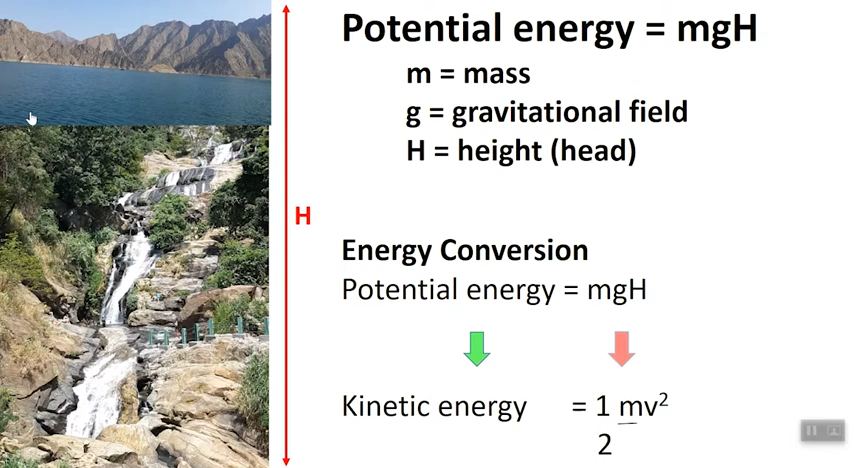 Potential energy = mgH
m = mass
g = gravitational field
H = height (head)
H
Energy Conversion
Potential energy = mgH
Kinetic energy = 1 mv²
2